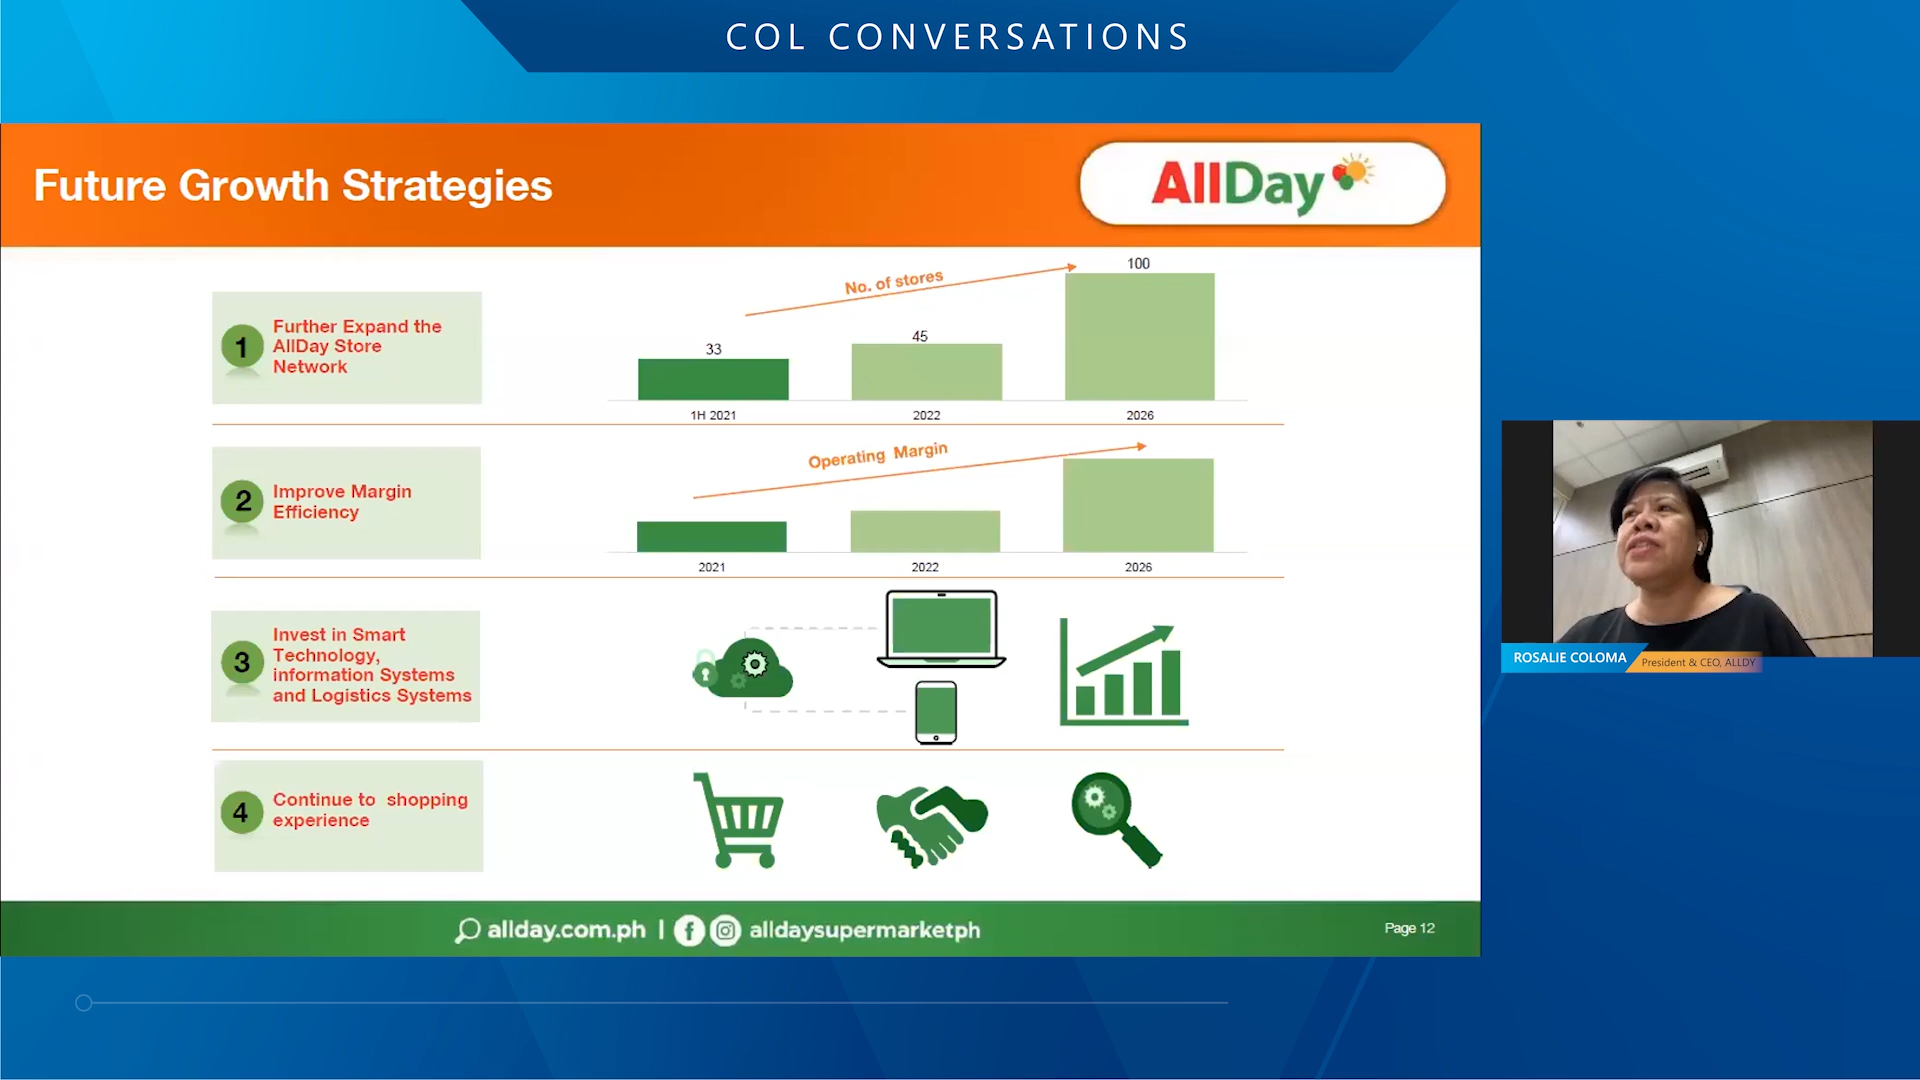 COL CONVERSATIONS
Future Growth Strategies
AllDay
1
Further Expand the
AllDay Store
Network
No. of stores
33
45
100
1H 2021
2022
2026
2
Improve Margin
Efficiency
Operating Margin
2021
2022
2026
3
Invest in Smart
Technology,
information Systems
and Logistics Systems
4
Continue to shopping
experience
allday.com.ph | alldaysupermarketph
Page 12
ROSALIE COLOMA
President & CEO, ALLDY